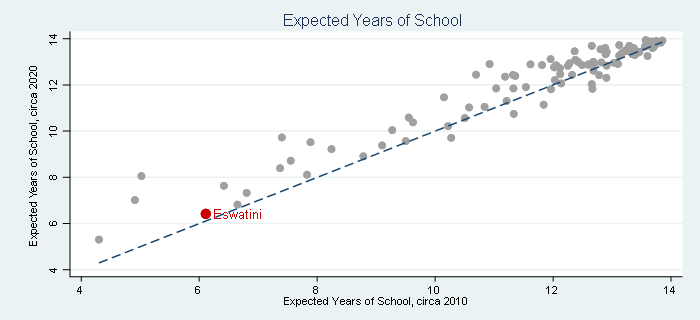 Expected Years of School
Expected Years of School, circa 2020
14
12
10
8
6
4
Eswatini
4 6 8 10 12 14
Expected Years of School, circa 2010